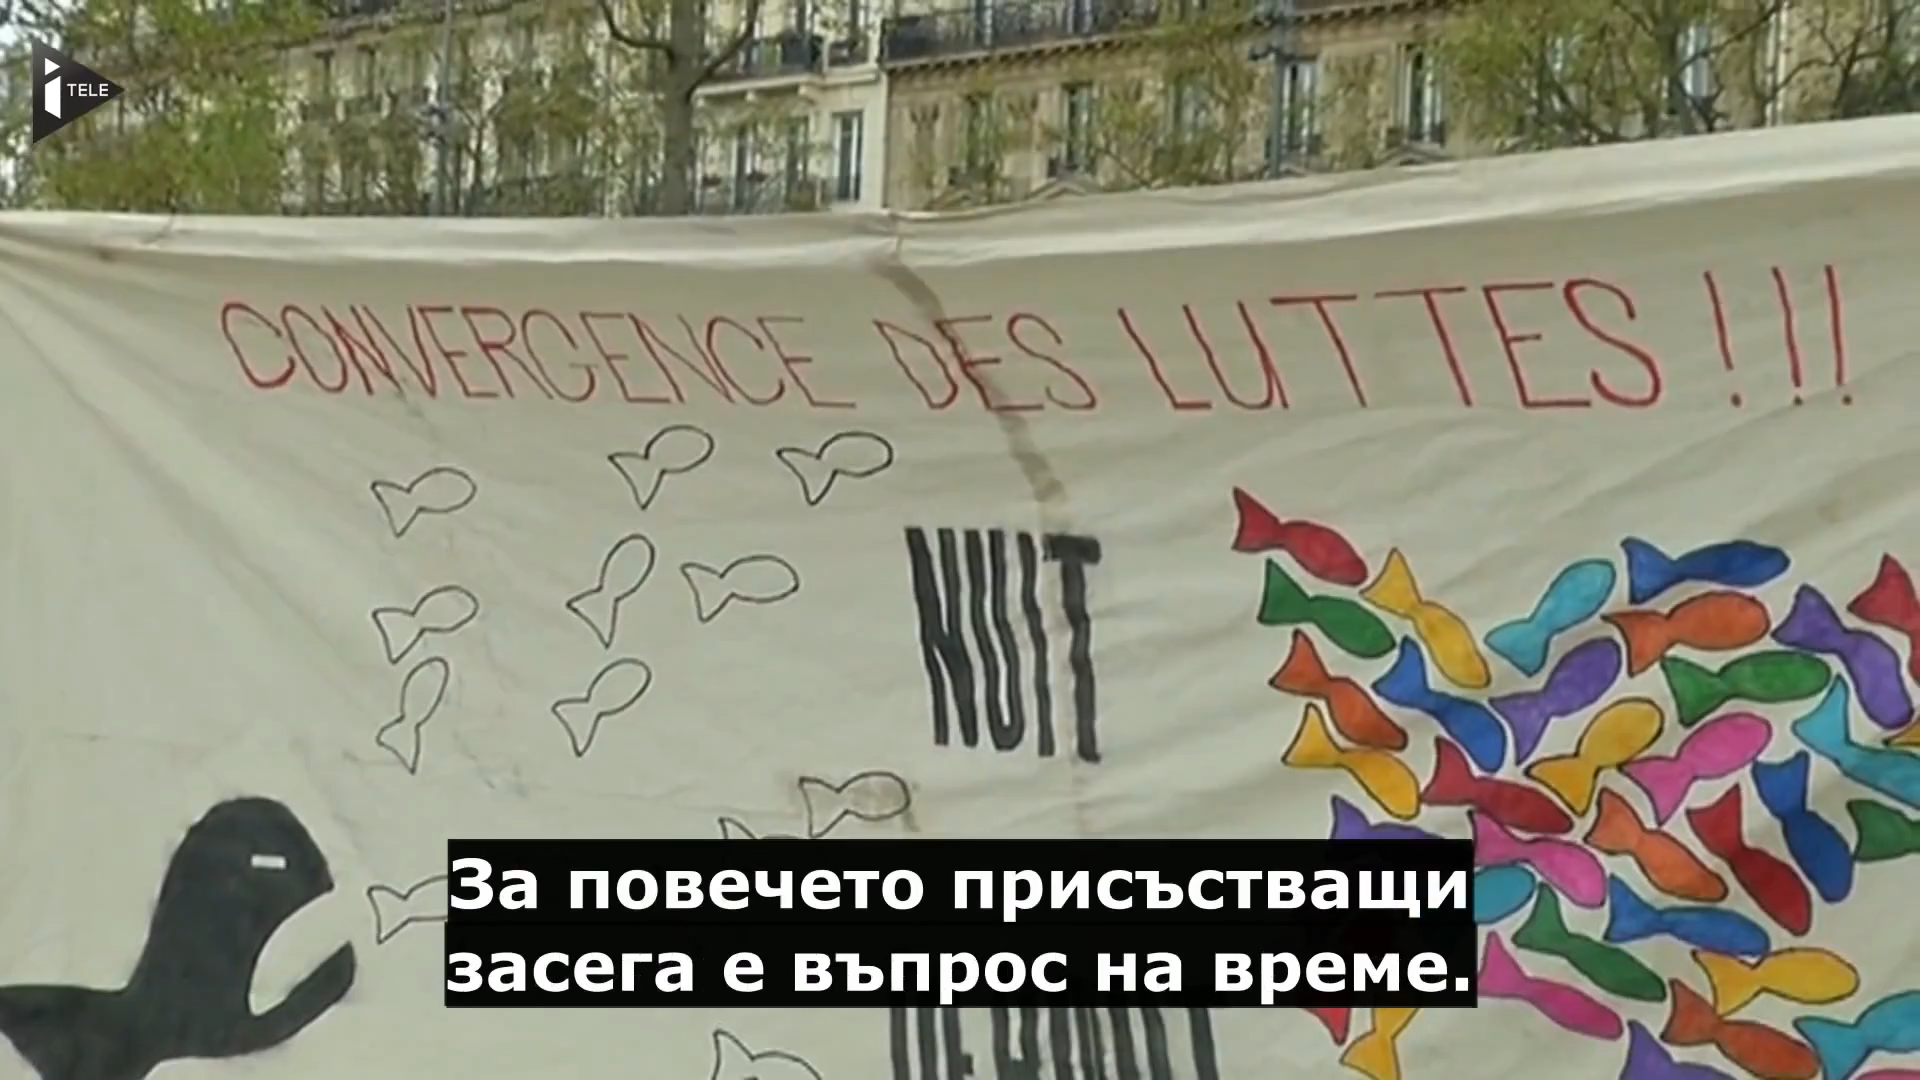 i TELE
CONVERGENCE DES LUTTES !!!
NUIT
За повечето присъстващи
засега е въпрос на време.